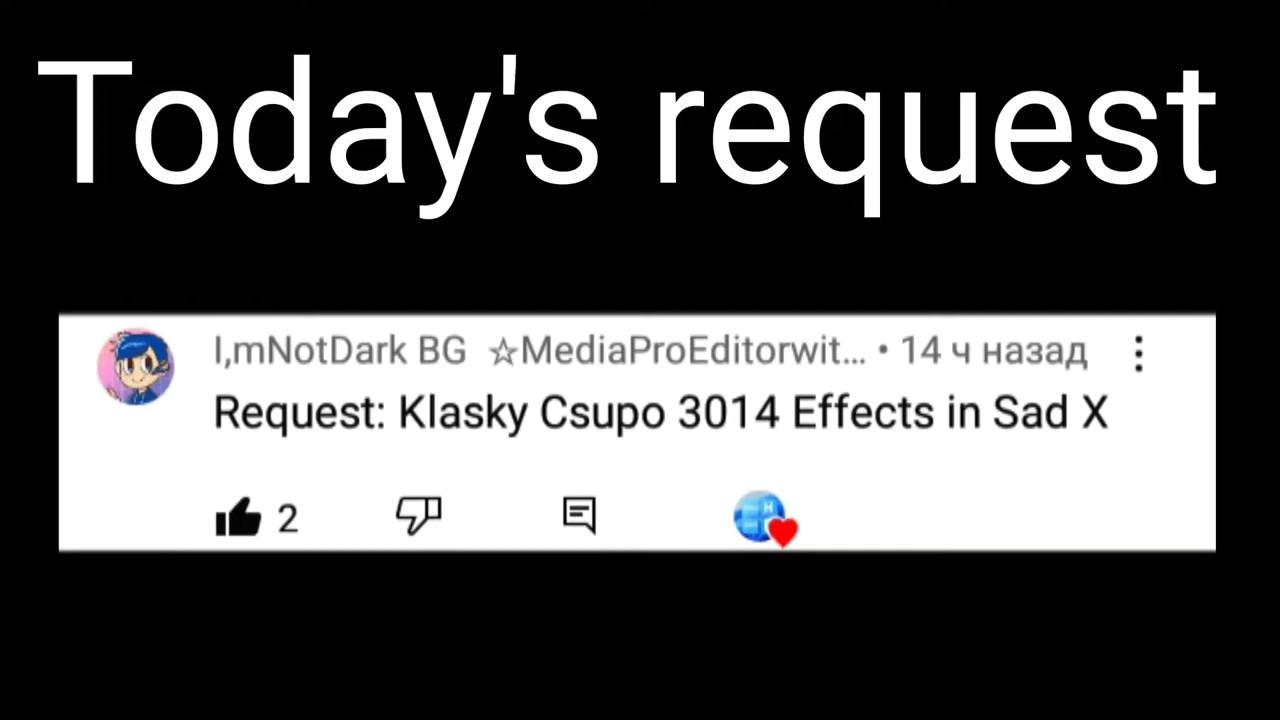 Today's request
I,mNotDark BG ☆MediaProEditorwit... • 14 ч назад
Request: Klasky Csupo 3014 Effects in Sad X
2
H